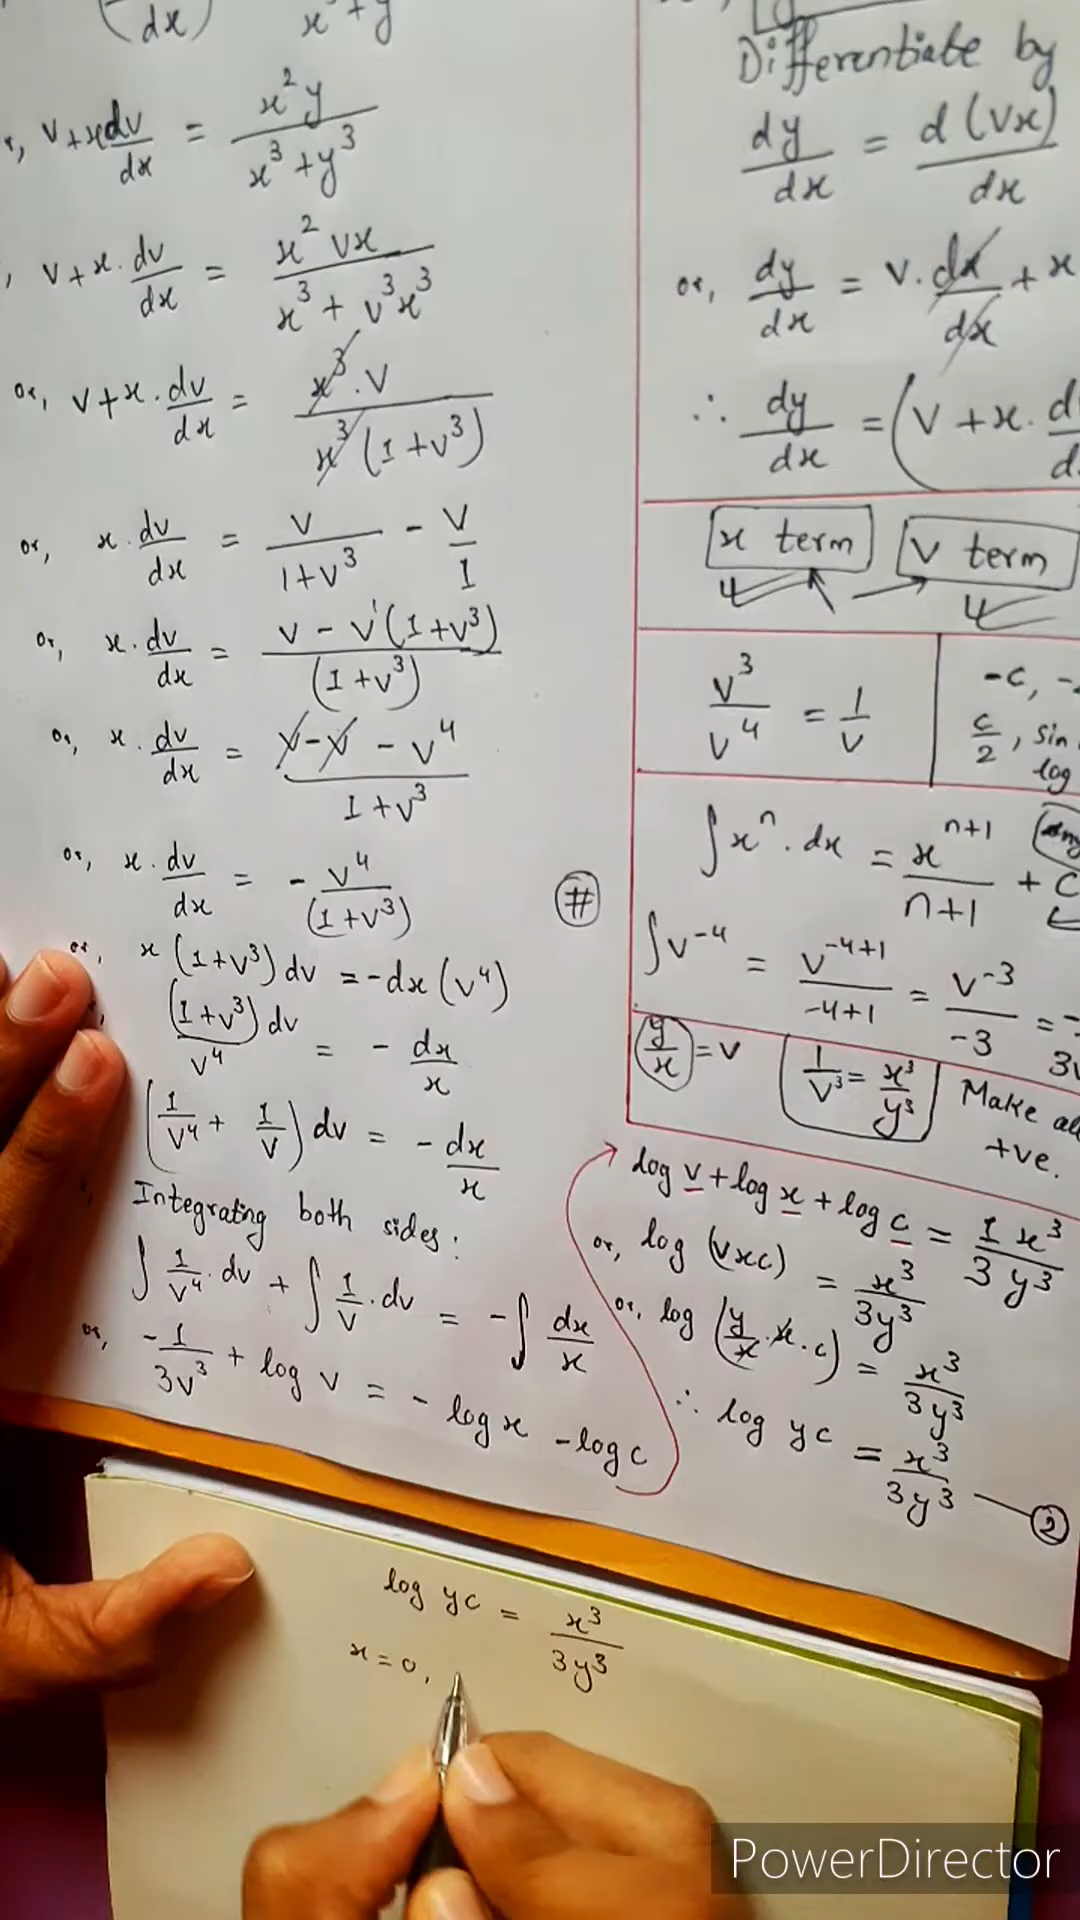 dx) x³+y
v+xdv/dx = x²y/x³+y³
v+x.dv/dx = x²vx/x³+v³x³
or, v+x.dv/dx = x³.v/x³(1+v³)
or, x.dv/dx = v/1+v³ - v/1
or, x.dv/dx = v-v(1+v³)/(1+v³)
or, x.dv/dx = v-v-v⁴/1+v³
or, x.dv/dx = -v⁴/(1+v³)
or, x(1+v³)dv = -dx(v⁴)
(1+v³)dv/v⁴ = -dx/x
(1/v⁴ + 1/v)dv = -dx/x
Integrating both sides:
∫1/v⁴.dv + ∫1/v.dv = -∫dx/x
or, -1/3v³ + log v = -log x -log c
Differentiate by
dy/dx = d(vx)/dx
or, dy/dx = v.dx/dx + x
∴ dy/dx = (v+x.d
x term v term
v³/v⁴ = 1/v
-c, -
c/2, sin
log
#
∫xⁿ.dx = xⁿ⁺¹/n+1 + c
∫v⁻⁴ = v⁻⁴⁺¹/-4+1 = v⁻³/-3 =
3v
y/x = v 1/v³ = x³/y³ Make all
+ve.
log v+log x+log c = 1/3 x³/y³
or, log (vxc) = x³/3y³
or, log (y/x.x.c) = x³/3y³
∴ log yc = x³/3y³ — ②
log yc = x³/3y³
x=0,
PowerDirector